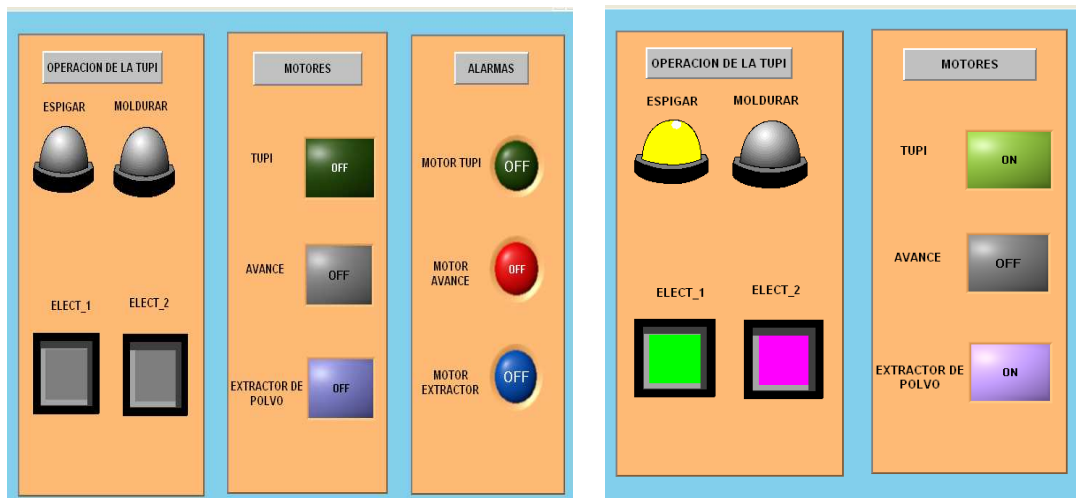 OPERACION DE LA TUPI
ESPIGAR
MOLDURAR
ELECT_1
ELECT_2
MOTORES
TUPI
OFF
AVANCE
OFF
EXTRACTOR DE
POLVO
OFF
ALARMAS
MOTOR TUPI
OFF
MOTOR
AVANCE
OFF
MOTOR
EXTRACTOR
OFF
OPERACION DE LA TUPI
ESPIGAR
MOLDURAR
ELECT_1
ELECT_2
MOTORES
TUPI
ON
AVANCE
OFF
EXTRACTOR DE
POLVO
ON